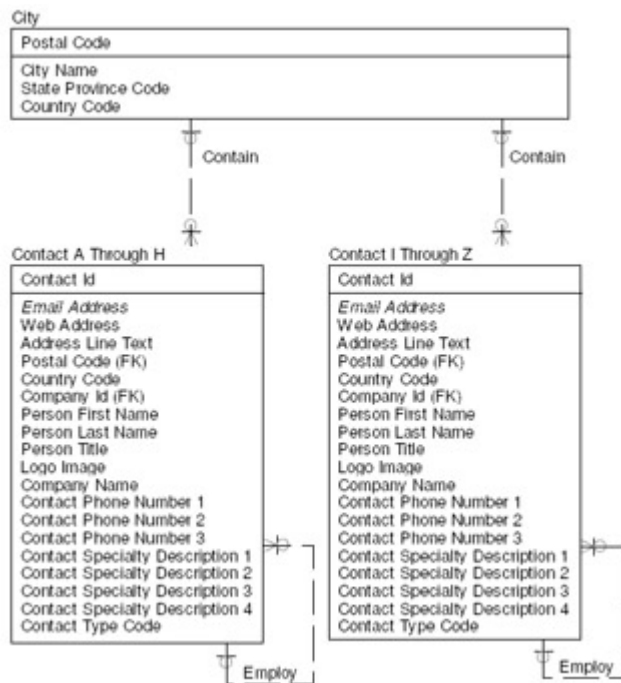 City
Postal Code
City Name
State Province Code
Country Code
Contain
Contain
Contact A Through H
Contact Id
Email Address
Web Address
Address Line Text
Postal Code (FK)
Country Code
Company Id (FK)
Person First Name
Person Last Name
Person Title
Logo Image
Company Name
Contact Phone Number 1
Contact Phone Number 2
Contact Phone Number 3
Contact Specialty Description 1
Contact Specialty Description 2
Contact Specialty Description 3
Contact Specialty Description 4
Contact Type Code
Employ
Contact I Through Z
Contact Id
Email Address
Web Address
Address Line Text
Postal Code (FK)
Country Code
Company Id (FK)
Person First Name
Person Last Name
Person Title
Logo Image
Company Name
Contact Phone Number 1
Contact Phone Number 2
Contact Phone Number 3
Contact Specialty Description 1
Contact Specialty Description 2
Contact Specialty Description 3
Contact Specialty Description 4
Contact Type Code
Employ